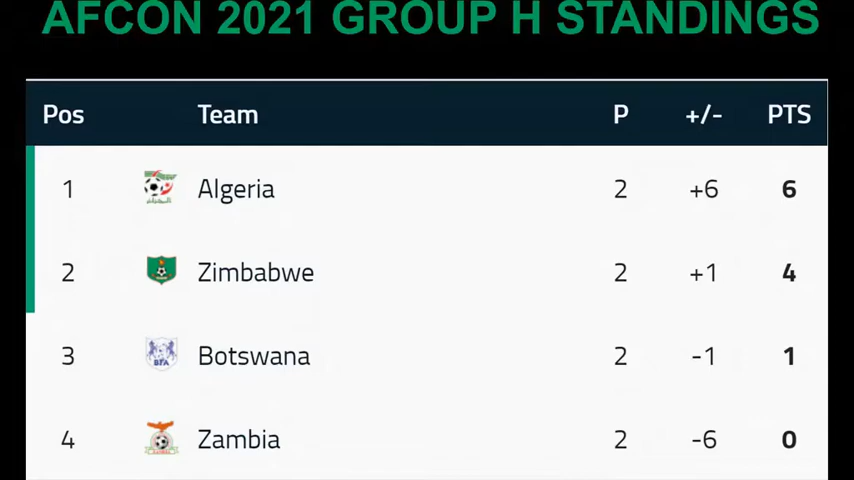 AFCON 2021 GROUP H STANDINGS
Pos Team P +/- PTS
1 Algeria 2 +6 6
2 Zimbabwe 2 +1 4
3 BFA Botswana 2 -1 1
4 Zambia 2 -6 0